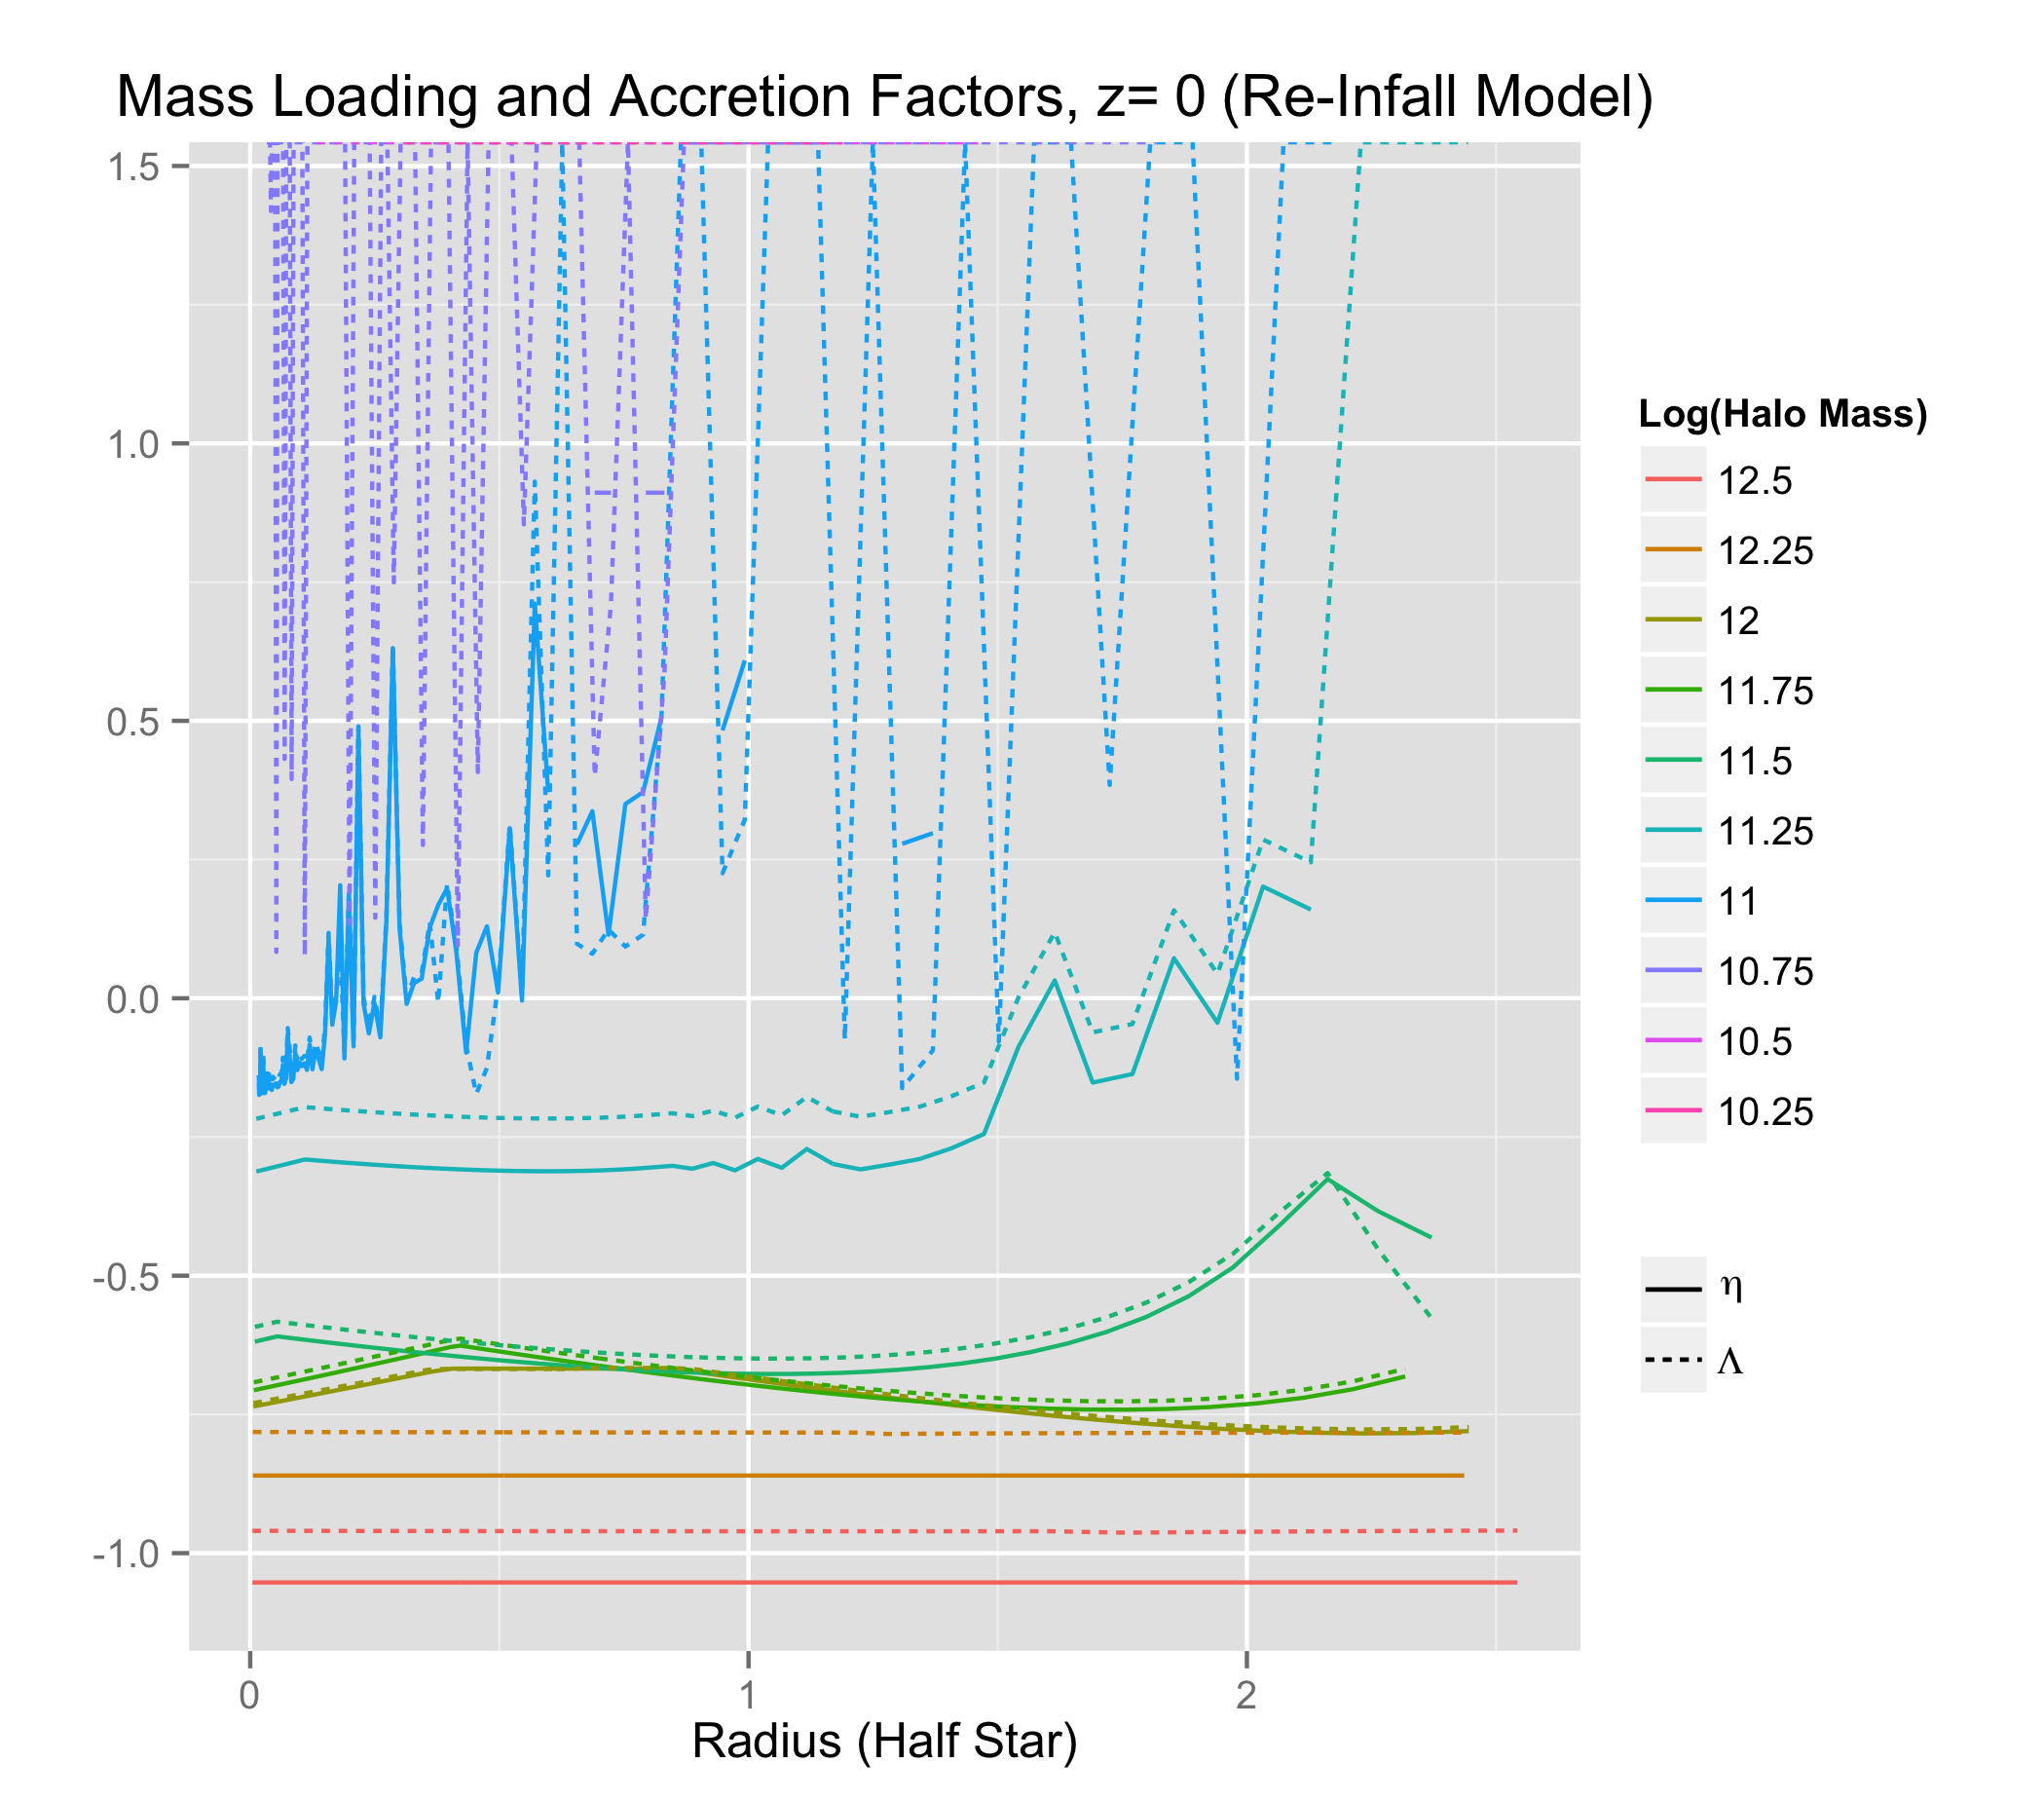 Mass Loading and Accretion Factors, z= 0 (Re-Infall Model)
1.5
1.0
0.5
0.0
-0.5
-1.0
0 1 2
Radius (Half Star)
Log(Halo Mass)
12.5
12.25
12
11.75
11.5
11.25
11
10.75
10.5
10.25
η
Λ